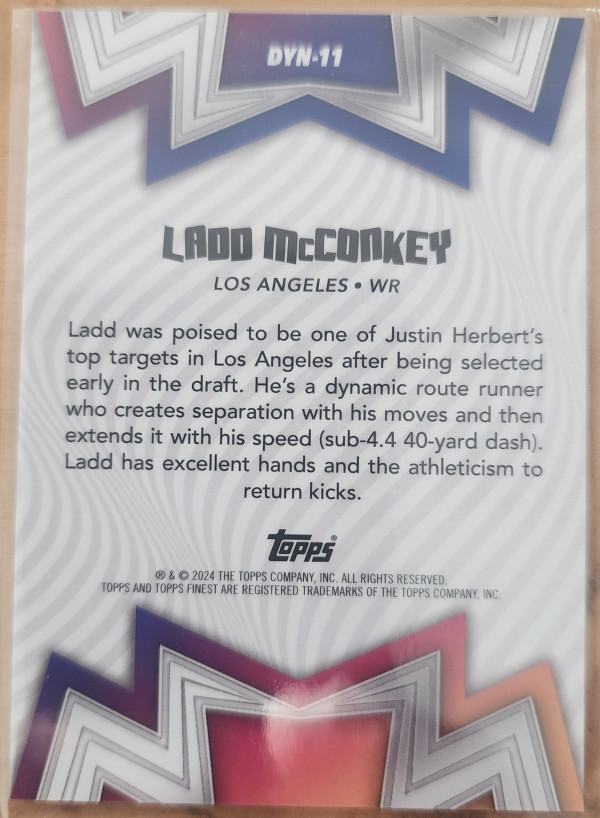 DYN-11
LADD McCONKEY
LOS ANGELES • WR
Ladd was poised to be one of Justin Herbert's
top targets in Los Angeles after being selected
early in the draft. He's a dynamic route runner
who creates separation with his moves and then
extends it with his speed (sub-4.4 40-yard dash).
Ladd has excellent hands and the athleticism to
return kicks.
Topps®
® & © 2024 THE TOPPS COMPANY, INC. ALL RIGHTS RESERVED.
TOPPS AND TOPPS FINEST ARE REGISTERED TRADEMARKS OF THE TOPPS COMPANY, INC.